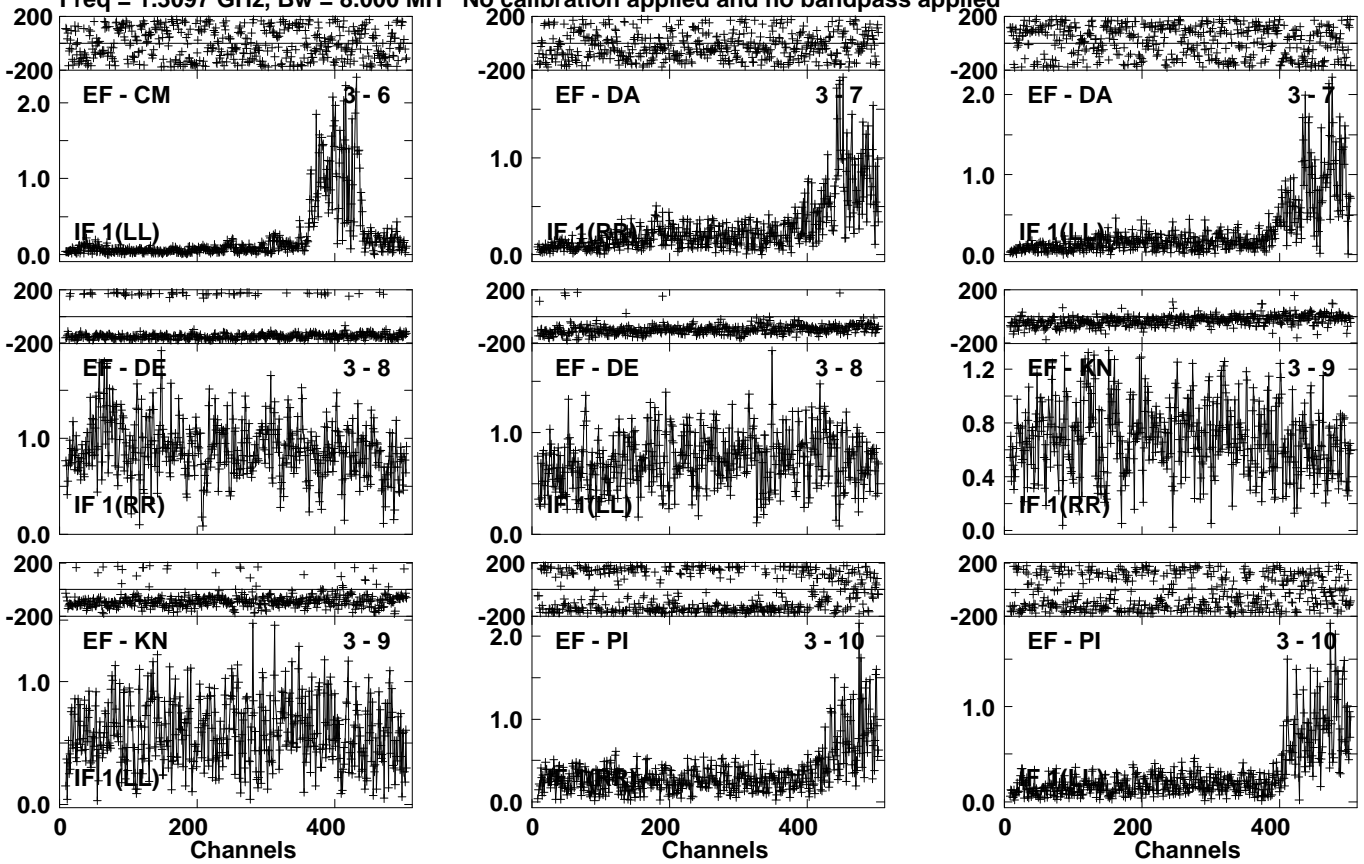 Freq = 1.3097 GHz, Bw = 8.000 MH No calibration applied and no bandpass applied
200
-200
EF - CM 3 - 6
2.0
1.0
IF 1(LL)
0.0
200
-200
EF - DA 3 - 7
1.0
IF 1(RR)
0.0
200
-200
EF - DA 3 - 7
2.0
1.0
IF 1(LL)
0.0
200
-200
EF - DE 3 - 8
1.0
IF 1(RR)
0.0
200
-200
EF - DE 3 - 8
1.0
IF 1(LL)
0.0
200
-200
EF - KN 3 - 9
1.2
0.8
0.4
IF 1(RR)
0.0
200
-200
EF - KN 3 - 9
1.0
IF 1(LL)
0.0
0 200 400
Channels
200
-200
EF - PI 3 - 10
2.0
1.0
IF 1(RR)
0.0
0 200 400
Channels
200
-200
EF - PI 3 - 10
1.0
IF 1(LL)
0.0
0 200 400
Channels